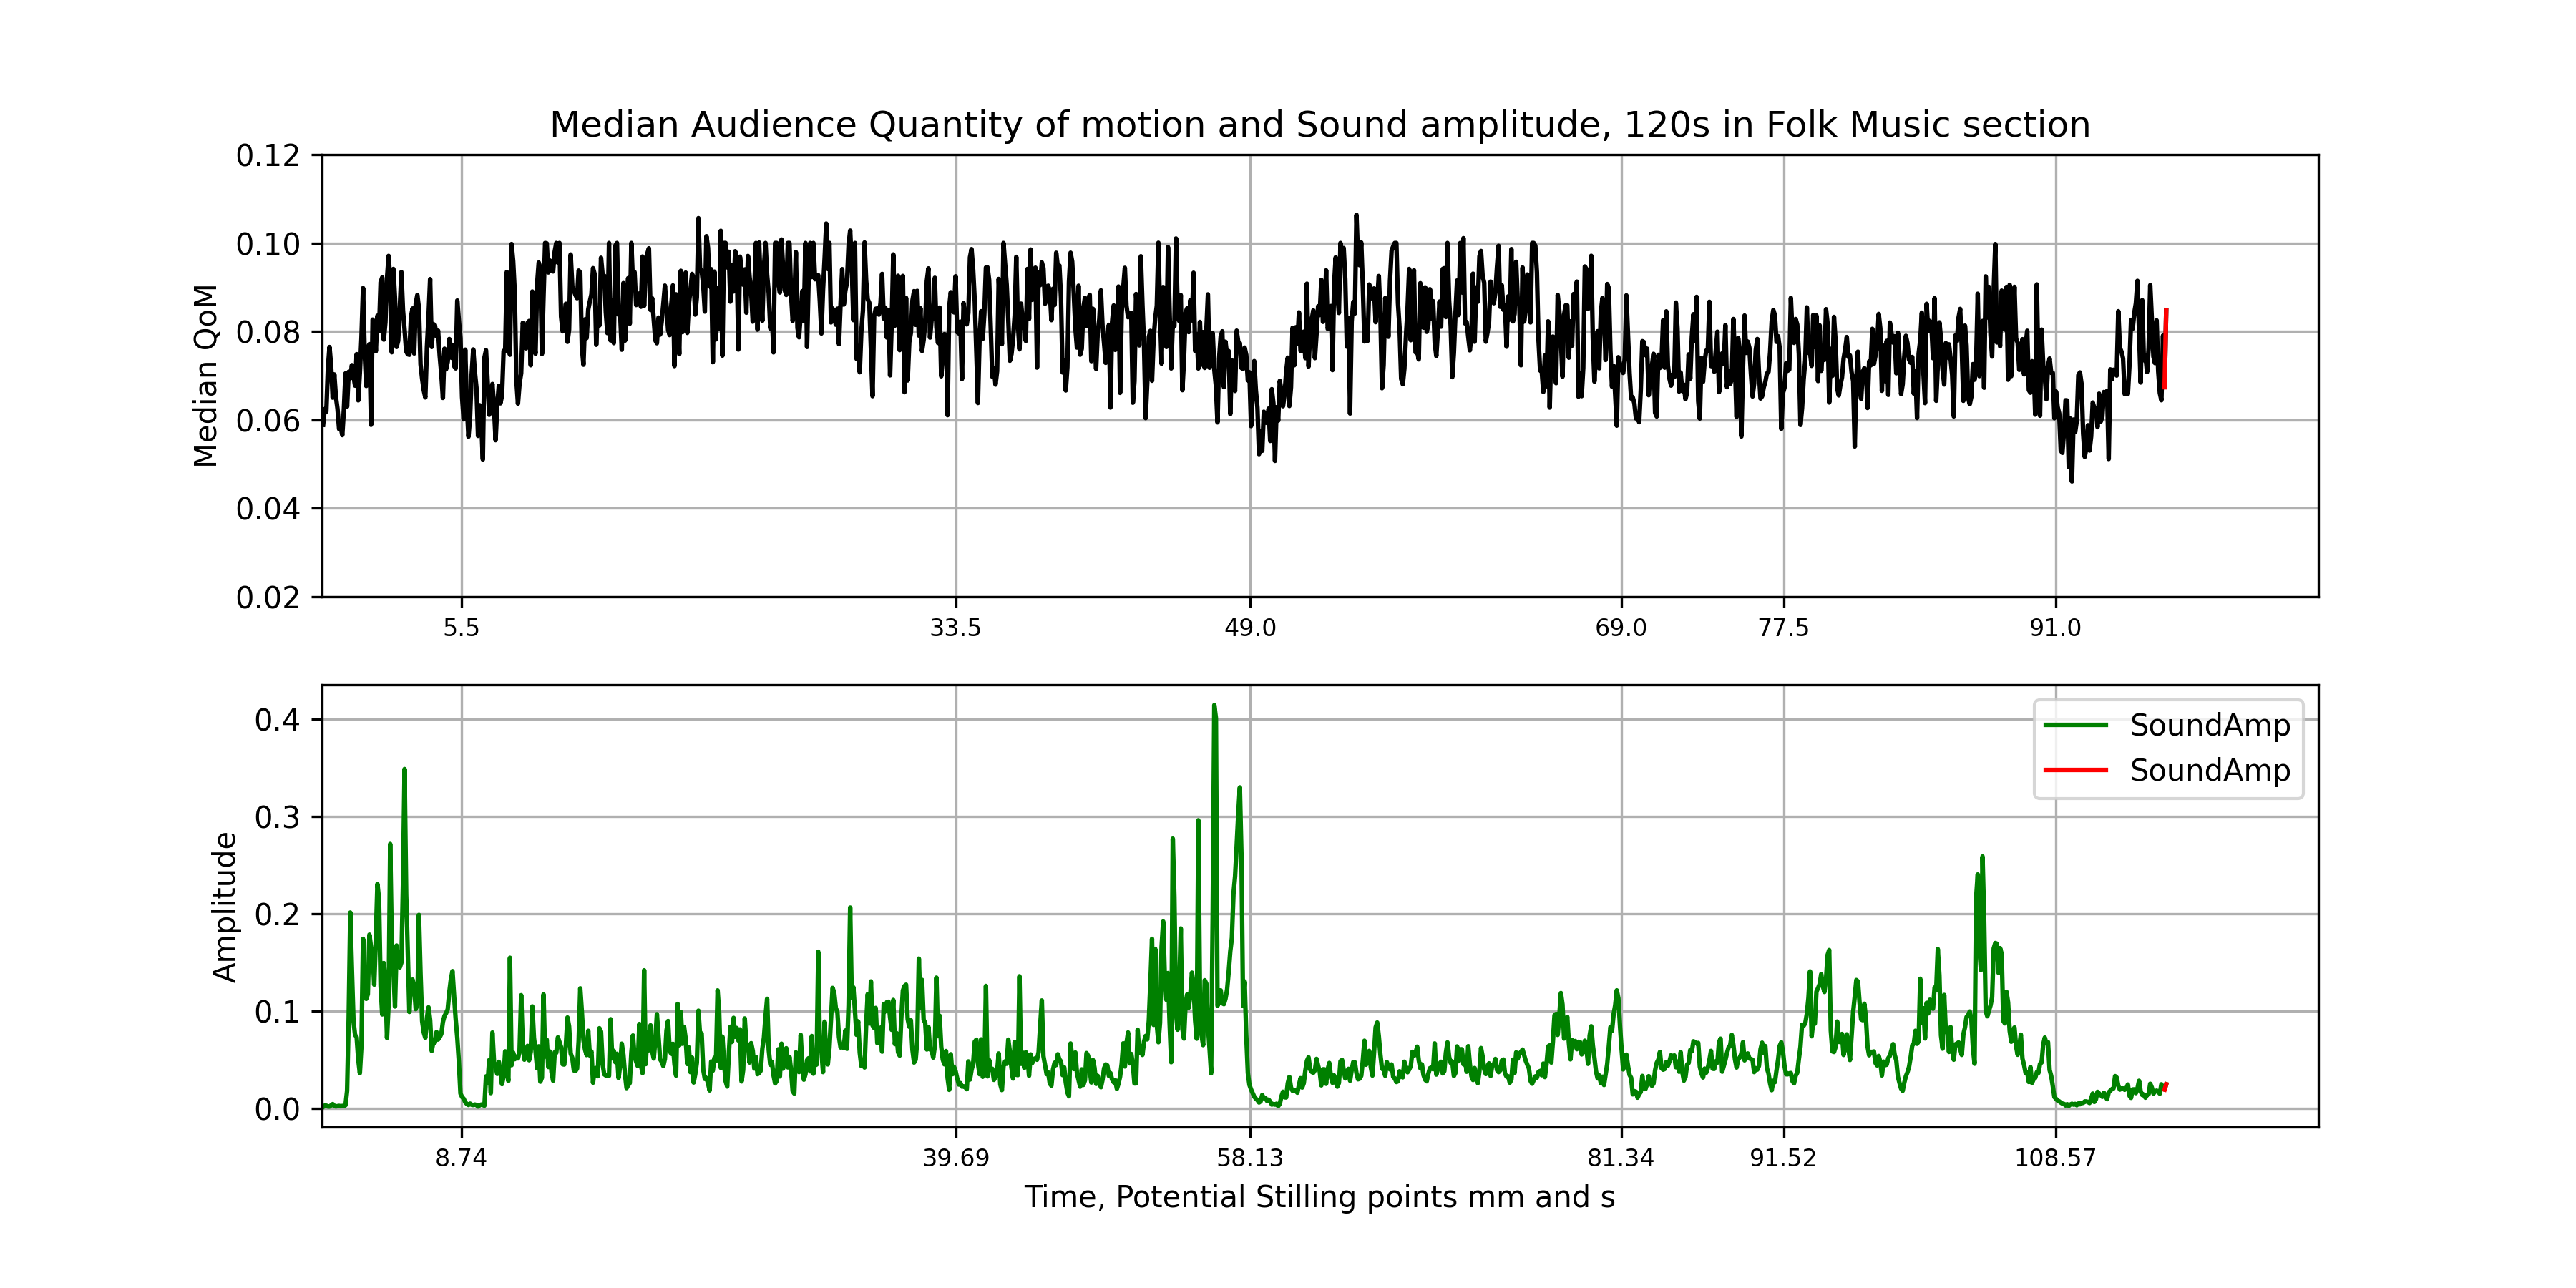 Median Audience Quantity of motion and Sound amplitude, 120s in Folk Music section
0.12
0.10
0.08
0.06
0.04
0.02
Median QoM
5.5 33.5 49.0 69.0 77.5 91.0
0.4
0.3
0.2
0.1
0.0
Amplitude
SoundAmp
SoundAmp
8.74 39.69 58.13 81.34 91.52 108.57
Time, Potential Stilling points mm and s